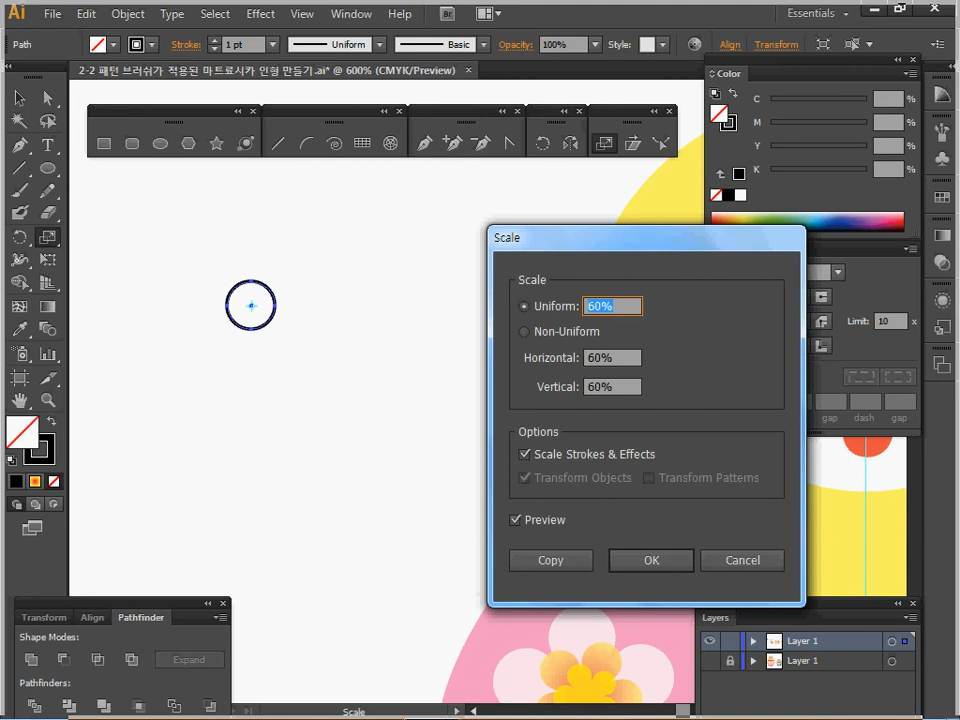 Ai File Edit Object Type Select Effect View Window Help Br Essentials
Path Stroke: 1 pt Uniform Basic Opacity: 100% Style: Align Transform
2-2 패턴 브러쉬가 적용된 마트료시카 인형 만들기.ai* @ 600% (CMYK/Preview)
Color
C %
M %
Y %
K %
Scale
Scale
Uniform: 60%
Non-Uniform
Horizontal: 60%
Vertical: 60%
Options
Scale Strokes & Effects
Transform Objects Transform Patterns
Preview
Copy OK Cancel
Limit: 10 x
gap dash gap
Transform Align Pathfinder
Shape Modes:
Expand
Pathfinders:
Layers
Layer 1
Layer 1
Scale